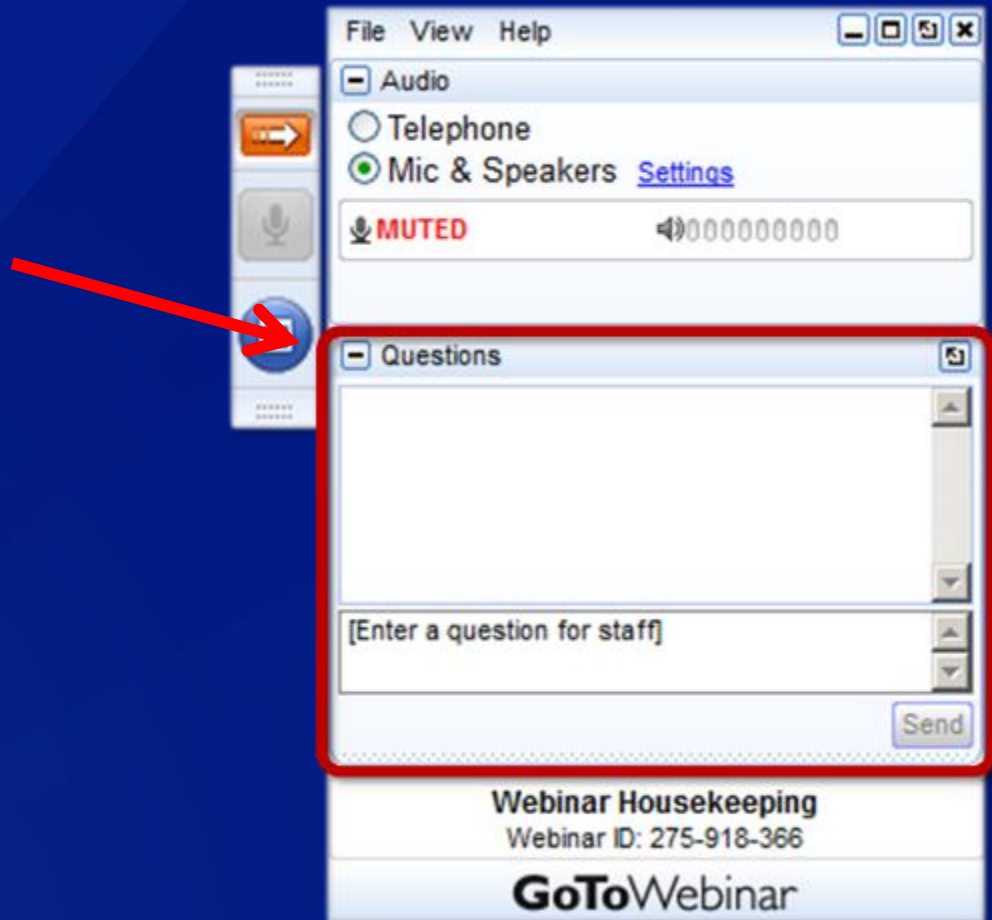 File View Help
Audio
Telephone
Mic & Speakers Settings
MUTED
Questions
[Enter a question for staff]
Send
Webinar Housekeeping
Webinar ID: 275-918-366
GoToWebinar